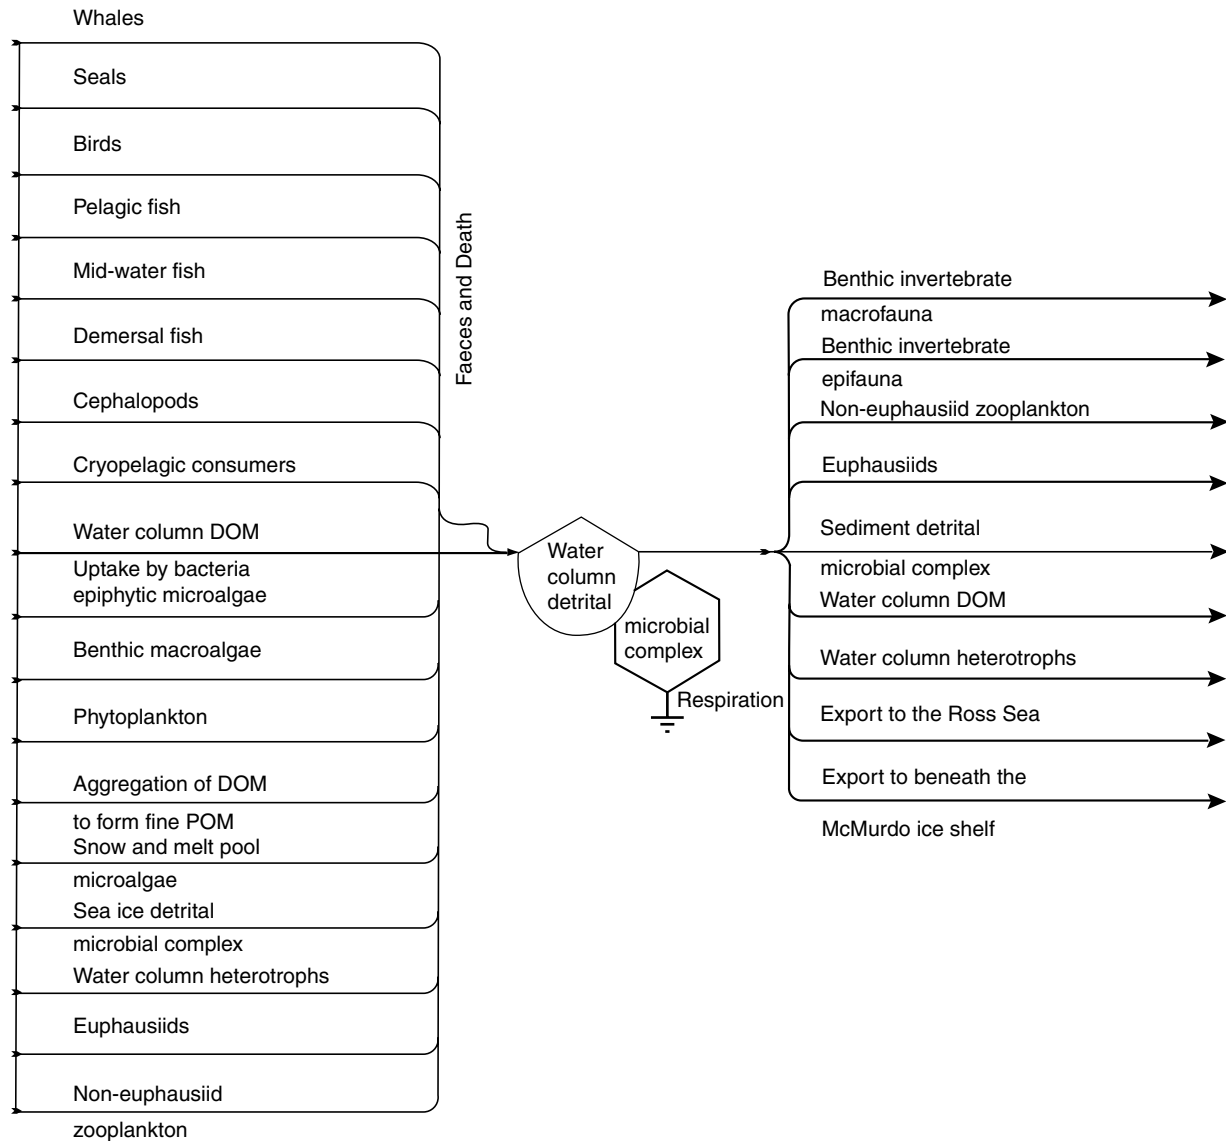 Whales
Seals
Birds
Pelagic fish
Mid-water fish
Demersal fish
Cephalopods
Cryopelagic consumers
Water column DOM
Uptake by bacteria
epiphytic microalgae
Benthic macroalgae
Phytoplankton
Aggregation of DOM
to form fine POM
Snow and melt pool
microalgae
Sea ice detrital
microbial complex
Water column heterotrophs
Euphausiids
Non-euphausiid
zooplankton
Faeces and Death
Water
column
detrital
microbial
complex
Respiration
Benthic invertebrate
macrofauna
Benthic invertebrate
epifauna
Non-euphausiid zooplankton
Euphausiids
Sediment detrital
microbial complex
Water column DOM
Water column heterotrophs
Export to the Ross Sea
Export to beneath the
McMurdo ice shelf